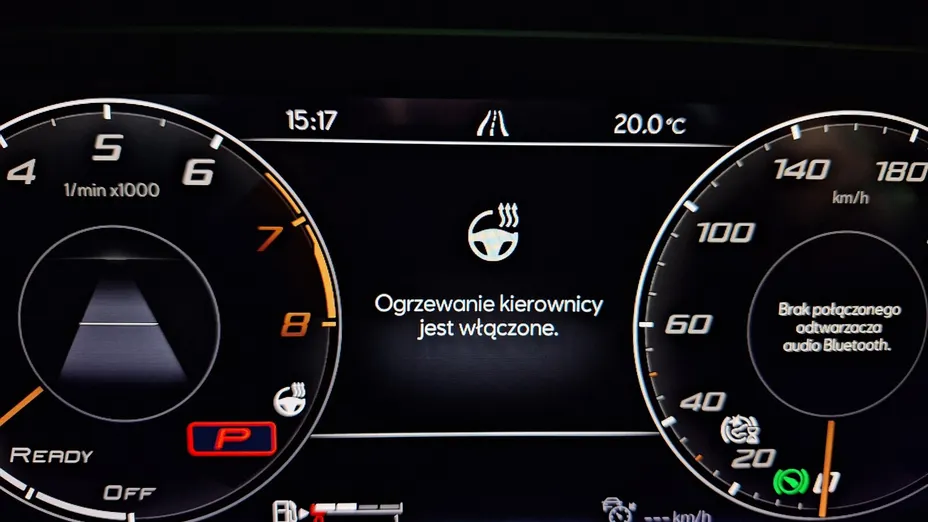 15:17
20.0°C
4
5
6
7
8
1/min x1000
READY
OFF
P
Ogrzewanie kierownicy
jest włączone.
140
180
km/h
100
60
40
20
0
Brak połączonego
odtwarzacza
audio Bluetooth.
--- km/h